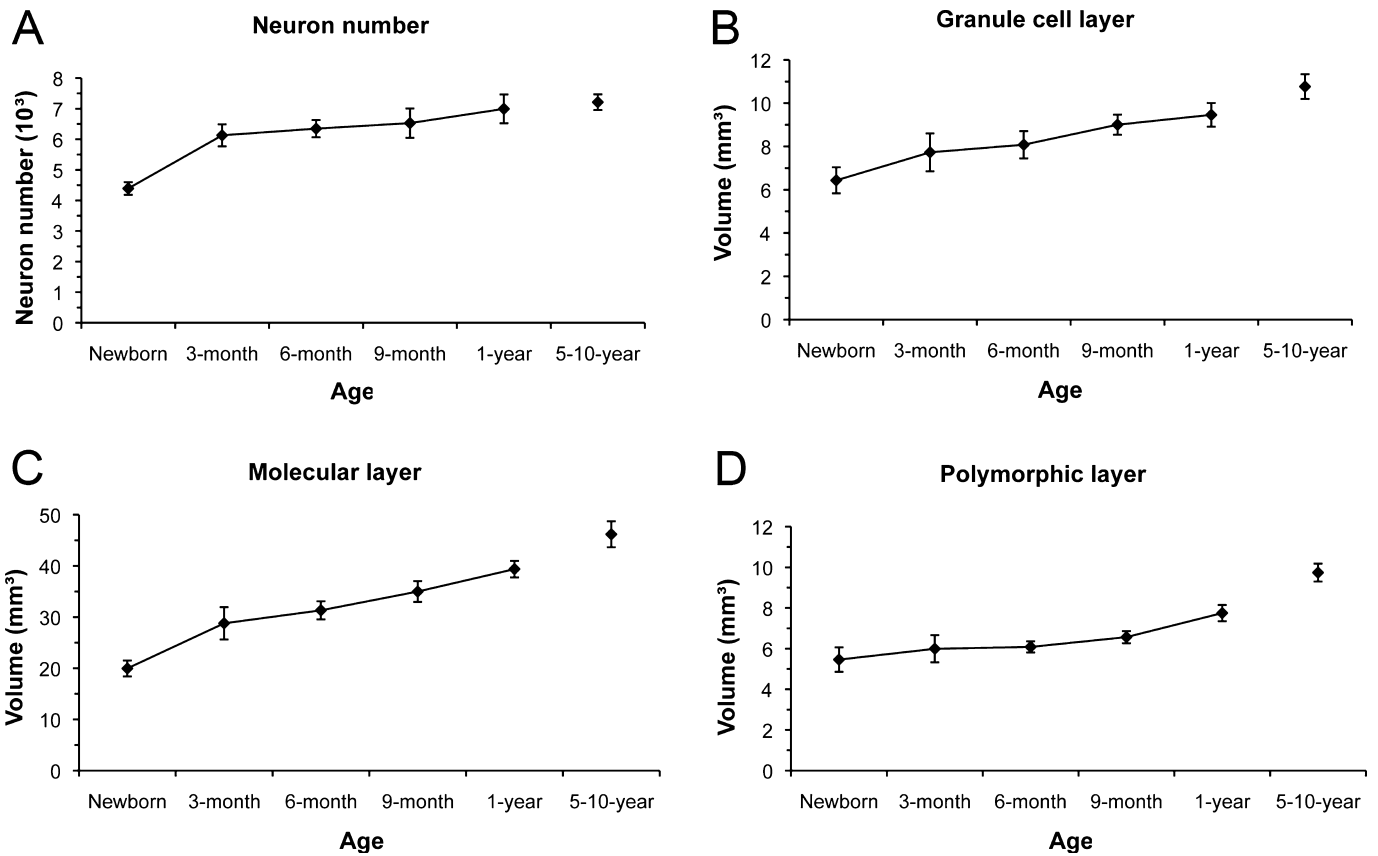 A
Neuron number
Neuron number (10³)
8
7
6
5
4
3
2
1
0
Newborn 3-month 6-month 9-month 1-year 5-10-year
Age
B
Granule cell layer
Volume (mm³)
12
10
8
6
4
2
0
Newborn 3-month 6-month 9-month 1-year 5-10-year
Age
C
Molecular layer
Volume (mm³)
50
40
30
20
10
0
Newborn 3-month 6-month 9-month 1-year 5-10-year
Age
D
Polymorphic layer
Volume (mm³)
12
10
8
6
4
2
0
Newborn 3-month 6-month 9-month 1-year 5-10-year
Age